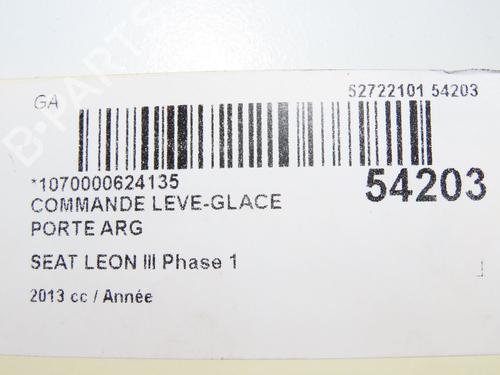 B-PARTS
GA
52722101 54203
*1070000624135
54203
COMMANDE LEVE-GLACE
PORTE ARG
SEAT LEON III Phase 1
2013 cc / Année